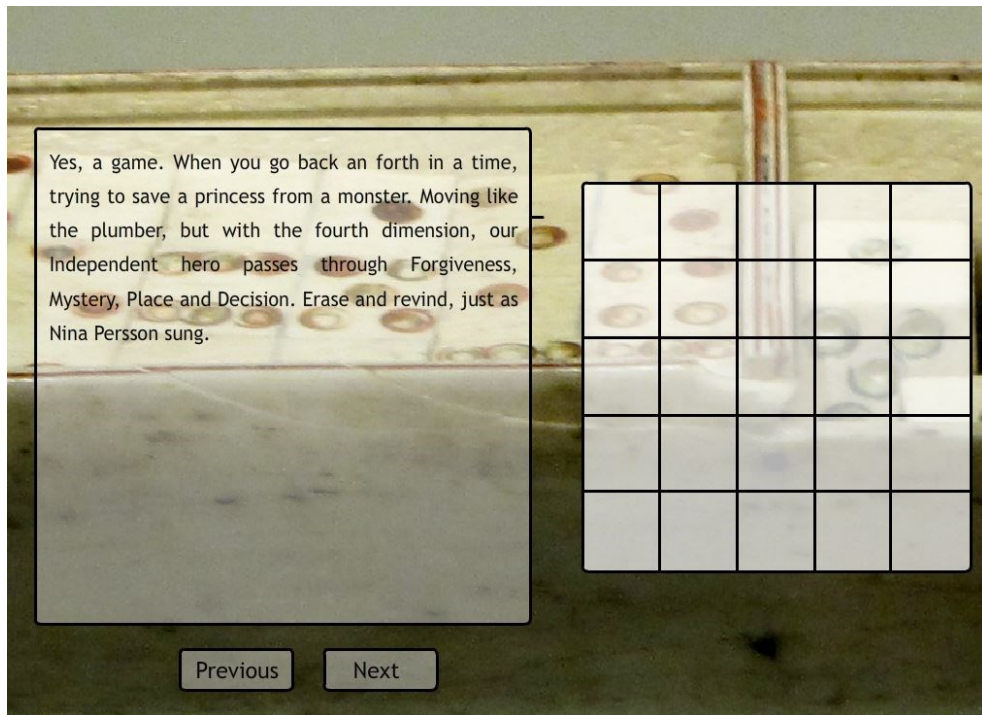 Yes, a game. When you go back an forth in a time,
trying to save a princess from a monster. Moving like
the plumber, but with the fourth dimension, our
Independent hero passes through Forgiveness,
Mystery, Place and Decision. Erase and revind, just as
Nina Persson sung.
Previous
Next